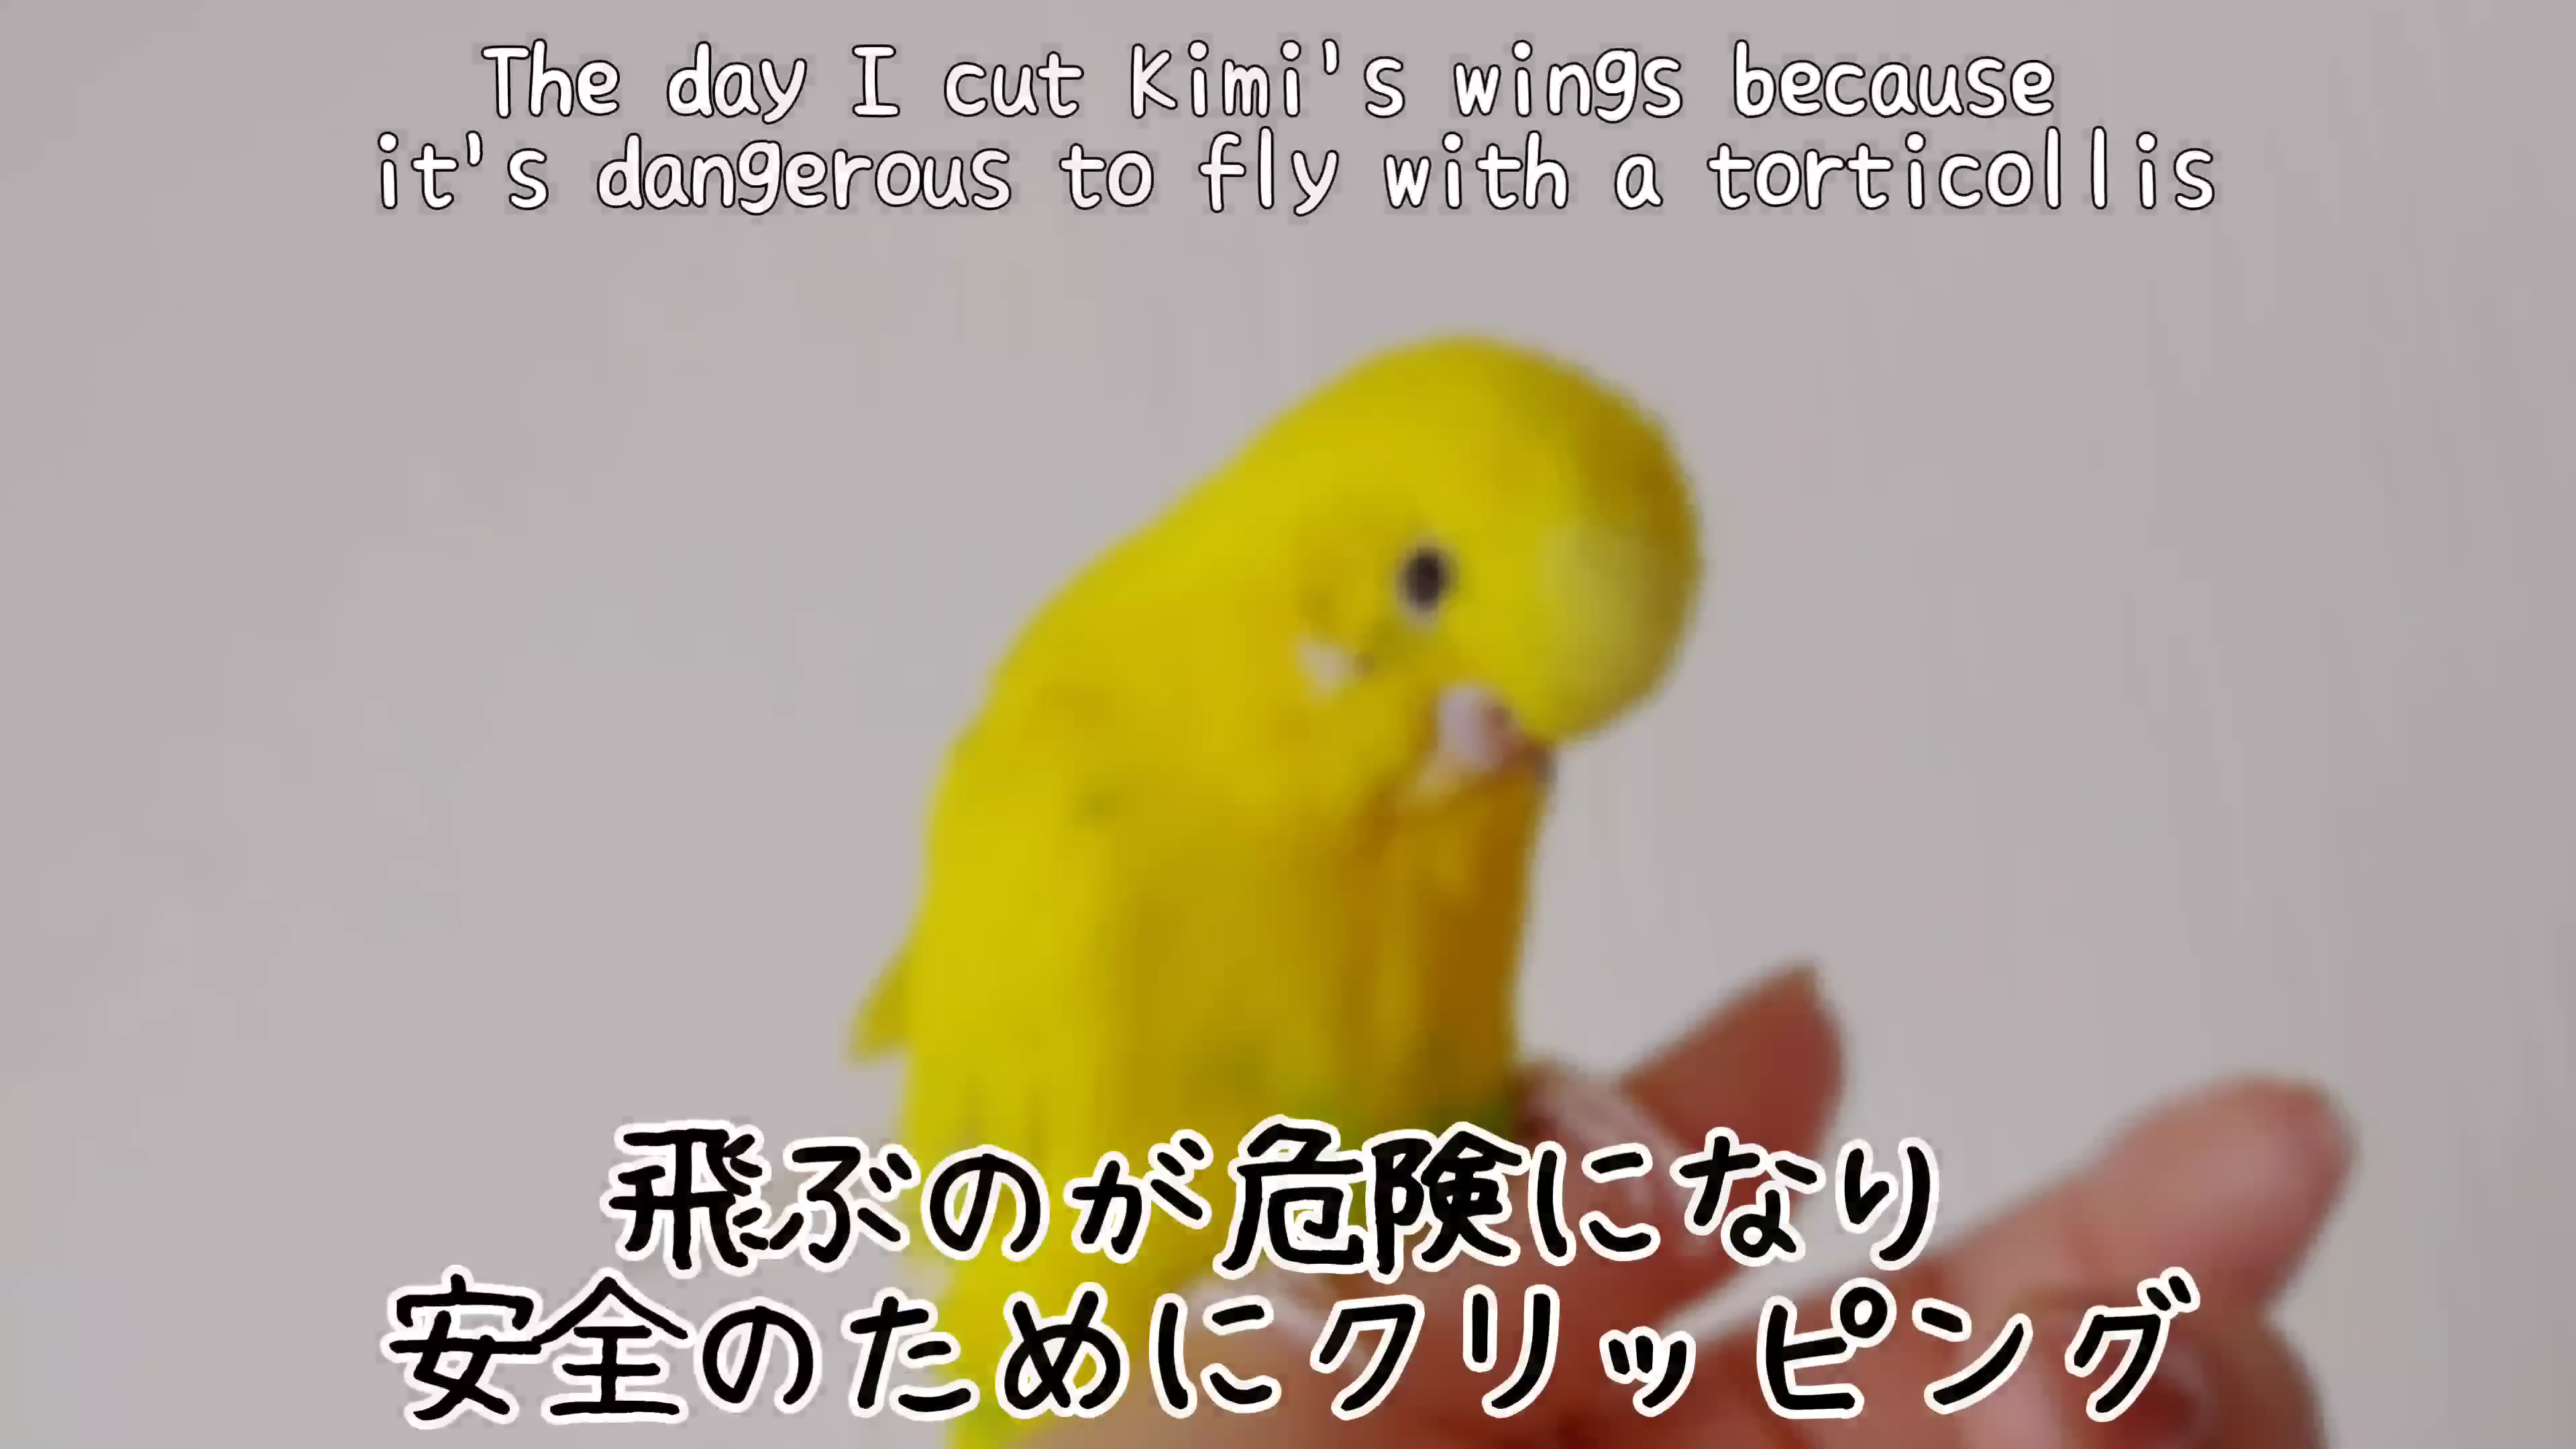 The day I cut Kimi's wings because
it's dangerous to fly with a torticollis
飛ぶのが危険になり
安全のためにクリッピング